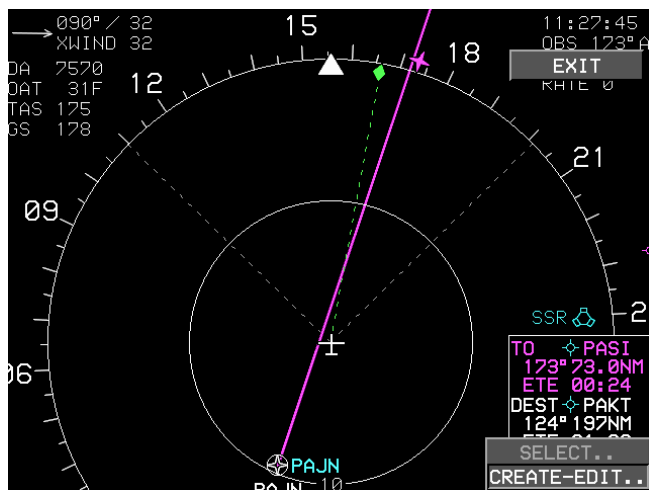 090°/ 32
XWIND 32
DA 7570
OAT 31F
TAS 175
GS 178
11:27:45
OBS 173°A
EXIT
RATE 0
15
18
12
21
09
2
06
SSR
TO PASI
173°73.0NM
ETE 00:24
DEST PAKT
124°197NM
SELECT..
CREATE-EDIT..
PAJN
PAJN
10